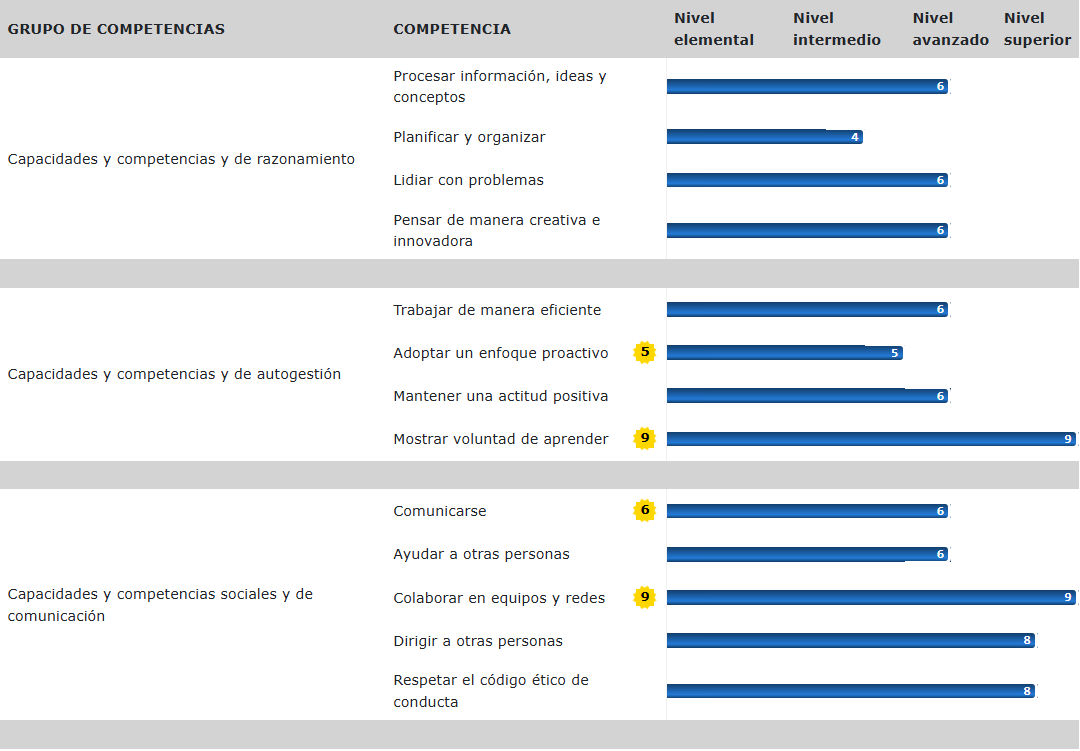 GRUPO DE COMPETENCIAS
COMPETENCIA
Nivel elemental
Nivel intermedio
Nivel avanzado
Nivel superior
Capacidades y competencias y de razonamiento
Procesar información, ideas y
conceptos
6
Planificar y organizar
4
Lidiar con problemas
6
Pensar de manera creativa e
innovadora
6
Capacidades y competencias y de autogestión
Trabajar de manera eficiente
6
Adoptar un enfoque proactivo
5
5
Mantener una actitud positiva
6
Mostrar voluntad de aprender
9
9
Capacidades y competencias sociales y de
comunicación
Comunicarse
6
6
Ayudar a otras personas
6
Colaborar en equipos y redes
9
9
Dirigir a otras personas
8
Respetar el código ético de
conducta
8